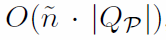 O(ñ · |Q_𝒫|)